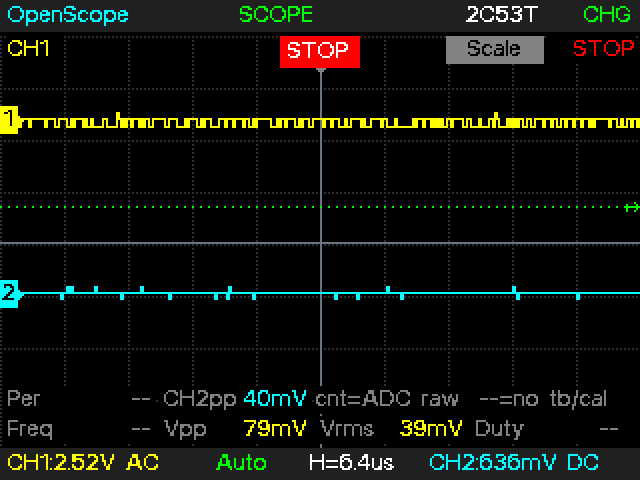 OpenScope SCOPE 2C53T CHG
CH1 STOP Scale STOP
1
2
Per -- CH2pp 40mV cnt=ADC raw --=no tb/cal
Freq -- Vpp 79mV Vrms 39mV Duty --
CH1:2.52V AC Auto H=6.4us CH2:636mV DC